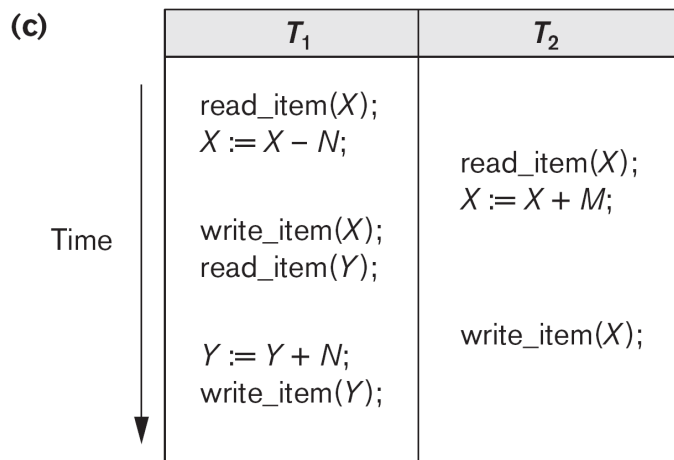 (c)
T1 T2
read_item(X);
X := X – N;
read_item(X);
X := X + M;
Time
write_item(X);
read_item(Y);
write_item(X);
Y := Y + N;
write_item(Y);